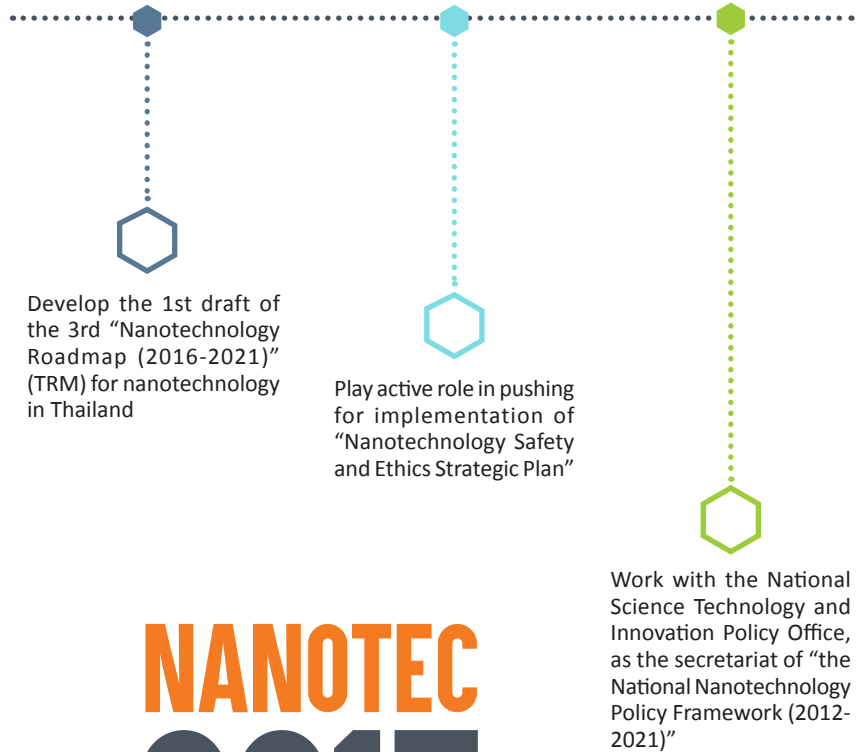 Develop the 1st draft of
the 3rd “Nanotechnology
Roadmap (2016-2021)”
(TRM) for nanotechnology
in Thailand
Play active role in pushing
for implementation of
“Nanotechnology Safety
and Ethics Strategic Plan”
Work with the National
Science Technology and
Innovation Policy Office,
as the secretariat of “the
National Nanotechnology
Policy Framework (2012-
2021)”
NANOTEC